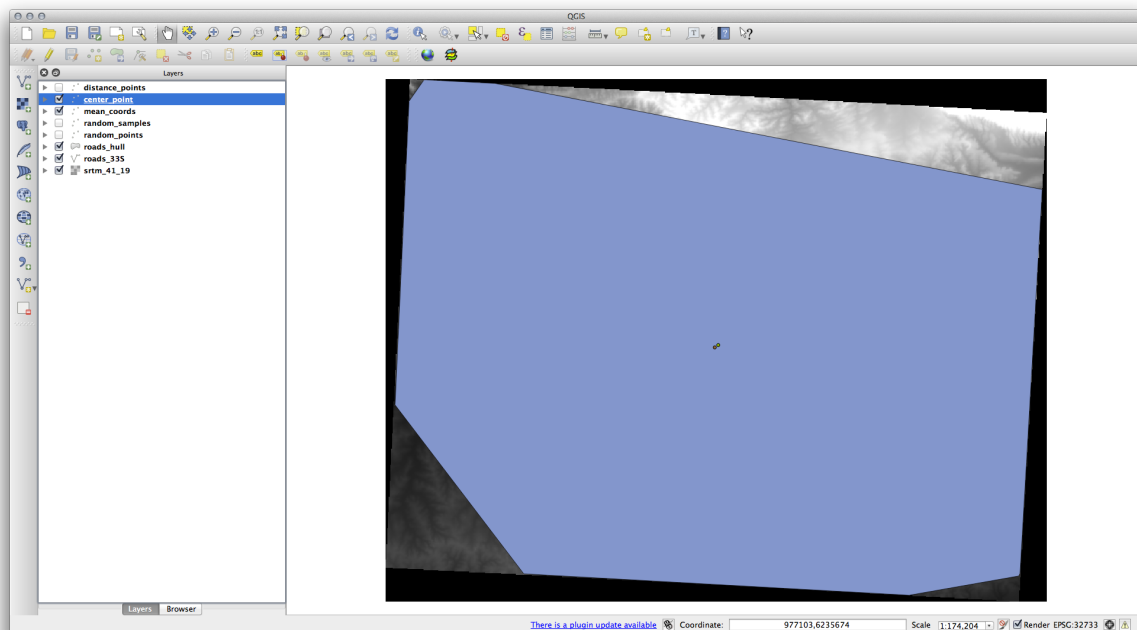 QGIS
Layers
distance_points
center_point
mean_coords
random_samples
random_points
roads_hull
roads_33S
srtm_41_19
Layers
Browser
There is a plugin update available
Coordinate:
977103,6235674
Scale
1:174,204
Render
EPSG:32733